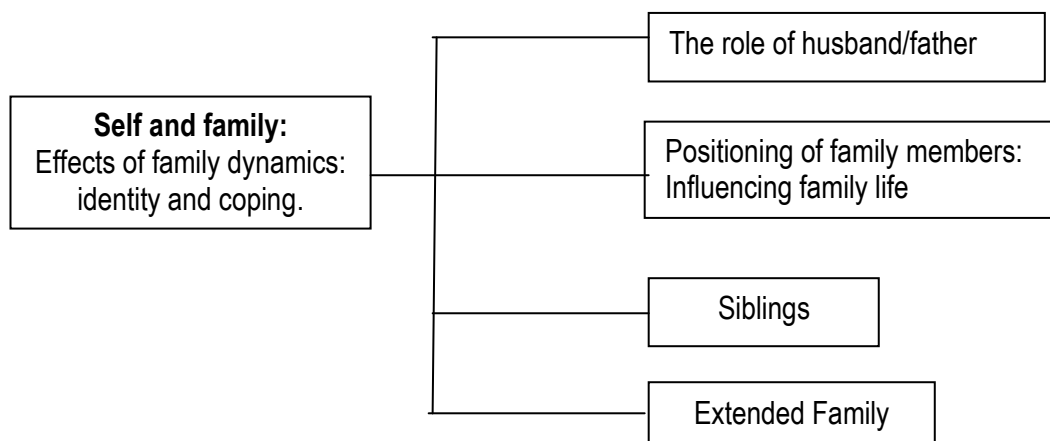 The role of husband/father
Self and family:
Effects of family dynamics:
identity and coping.
Positioning of family members:
Influencing family life
Siblings
Extended Family